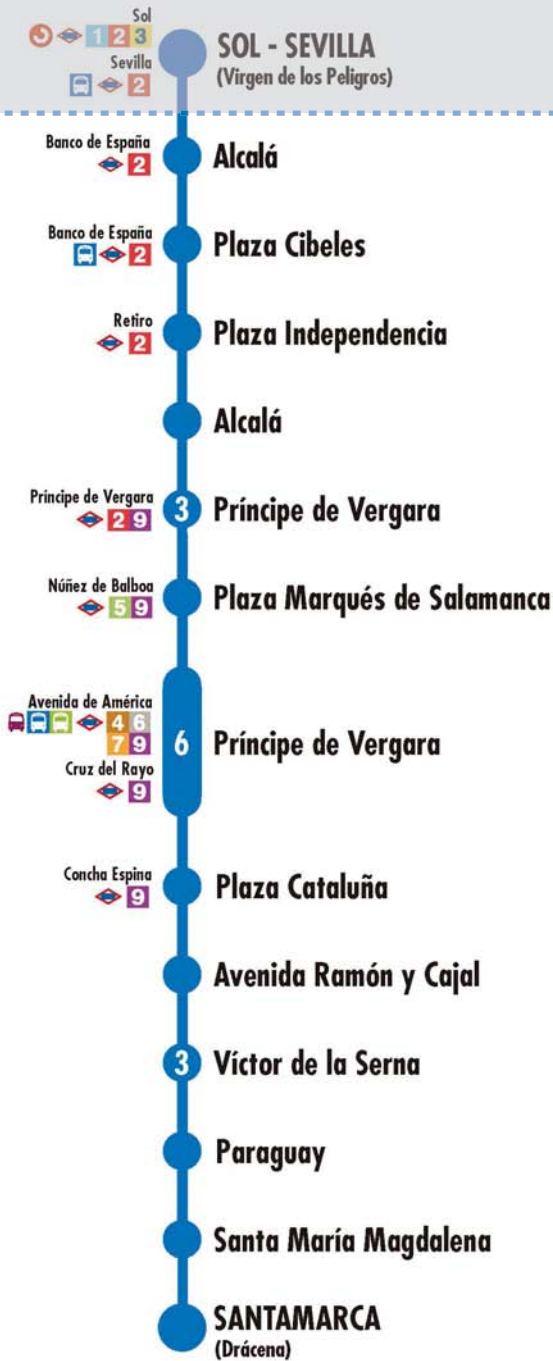 Sol
1 2 3
Sevilla
2
SOL - SEVILLA
(Virgen de los Peligros)
Banco de España
2
Alcalá
Banco de España
2
Plaza Cibeles
Retiro
2
Plaza Independencia
Alcalá
Príncipe de Vergara
2 9
3
Príncipe de Vergara
Núñez de Balboa
5 9
Plaza Marqués de Salamanca
Avenida de América
4 6
7 9
Cruz del Rayo
9
6
Príncipe de Vergara
Concha Espina
9
Plaza Cataluña
Avenida Ramón y Cajal
3
Víctor de la Serna
Paraguay
Santa María Magdalena
SANTAMARCA
(Drácena)